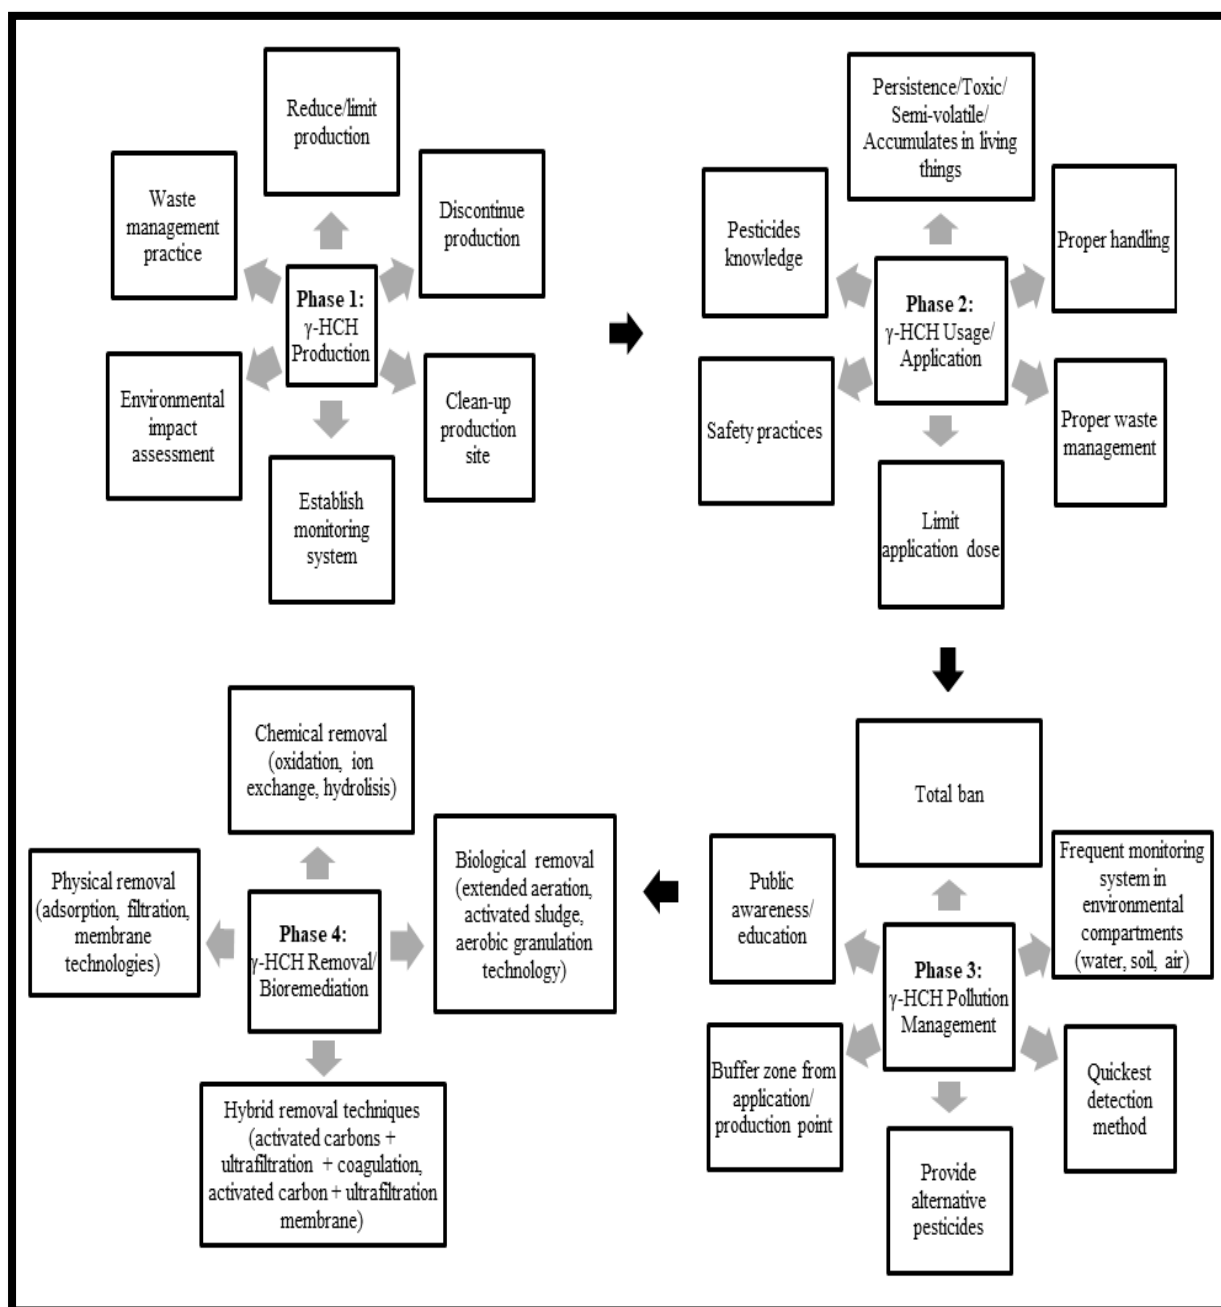 Reduce/limit
production
Waste
management
practice
Discontinue
production
Phase 1:
γ-HCH
Production
Environmental
impact
assessment
Clean-up
production
site
Establish
monitoring
system
Persistence/Toxic/
Semi-volatile/
Accumulates in living
things
Pesticides
knowledge
Proper handling
Phase 2:
γ-HCH Usage/
Application
Safety practices
Proper waste
management
Limit
application dose
Total ban
Public
awareness/
education
Frequent monitoring
system in
environmental
compartments
(water, soil, air)
Phase 3:
γ-HCH Pollution
Management
Buffer zone from
application/
production point
Quickest
detection
method
Provide
alternative
pesticides
Chemical removal
(oxidation, ion
exchange, hydrolisis)
Physical removal
(adsorption, filtration,
membrane
technologies)
Biological removal
(extended aeration,
activated sludge,
aerobic granulation
technology)
Phase 4:
γ-HCH Removal/
Bioremediation
Hybrid removal techniques
(activated carbons +
ultrafiltration + coagulation,
activated carbon + ultrafiltration
membrane)